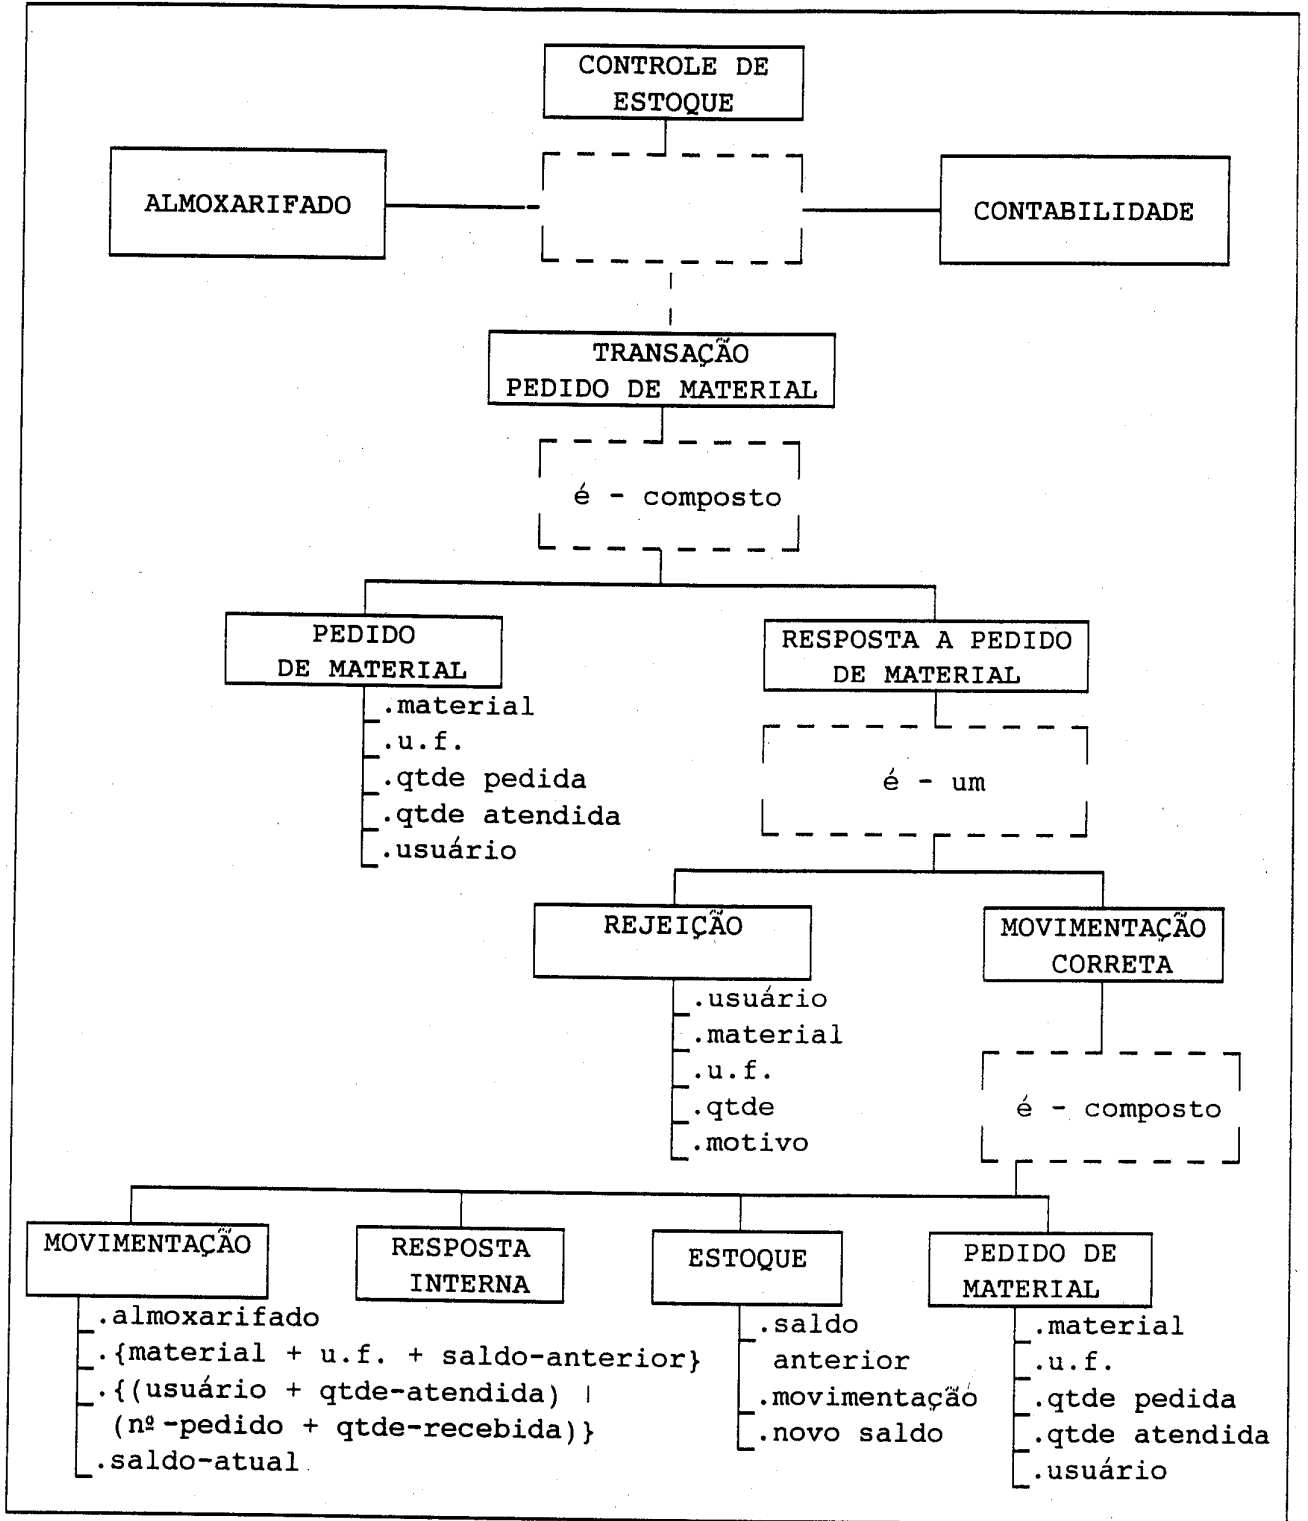 CONTROLE DE
ESTOQUE
ALMOXARIFADO
CONTABILIDADE
TRANSAÇÃO
PEDIDO DE MATERIAL
é - composto
PEDIDO
DE MATERIAL
.material
.u.f.
.qtde pedida
.qtde atendida
.usuário
RESPOSTA A PEDIDO
DE MATERIAL
é - um
REJEIÇÃO
.usuário
.material
.u.f.
.qtde
.motivo
MOVIMENTAÇÃO
CORRETA
é - composto
MOVIMENTAÇÃO
.almoxarifado
.{material + u.f. + saldo-anterior}
.{(usuário + qtde-atendida) |
(nº-pedido + qtde-recebida)}
.saldo-atual
RESPOSTA
INTERNA
ESTOQUE
.saldo
anterior
.movimentação
.novo saldo
PEDIDO DE
MATERIAL
.material
.u.f.
.qtde pedida
.qtde atendida
.usuário